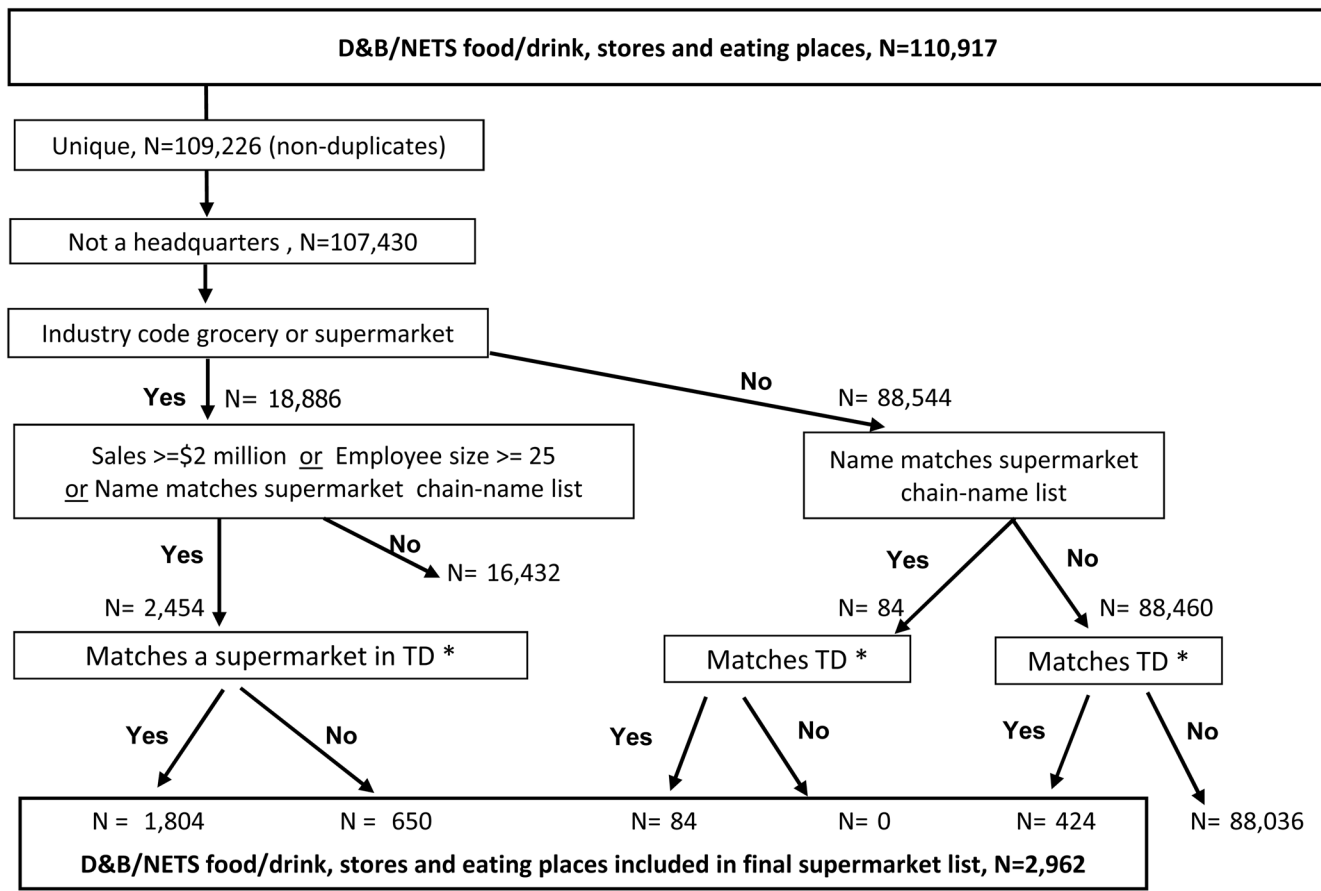 D&B/NETS food/drink, stores and eating places, N=110,917
Unique, N=109,226 (non-duplicates)
Not a headquarters , N=107,430
Industry code grocery or supermarket
Yes
N= 18,886
No
N= 88,544
Sales >=$2 million or Employee size >= 25
or Name matches supermarket chain-name list
Name matches supermarket
chain-name list
Yes
No
N= 16,432
N= 2,454
Yes
No
N= 84
N= 88,460
Matches a supermarket in TD *
Matches TD *
Matches TD *
Yes
No
Yes
No
Yes
No
N = 1,804
N= 650
N= 84
N= 0
N= 424
N= 88,036
D&B/NETS food/drink, stores and eating places included in final supermarket list, N=2,962